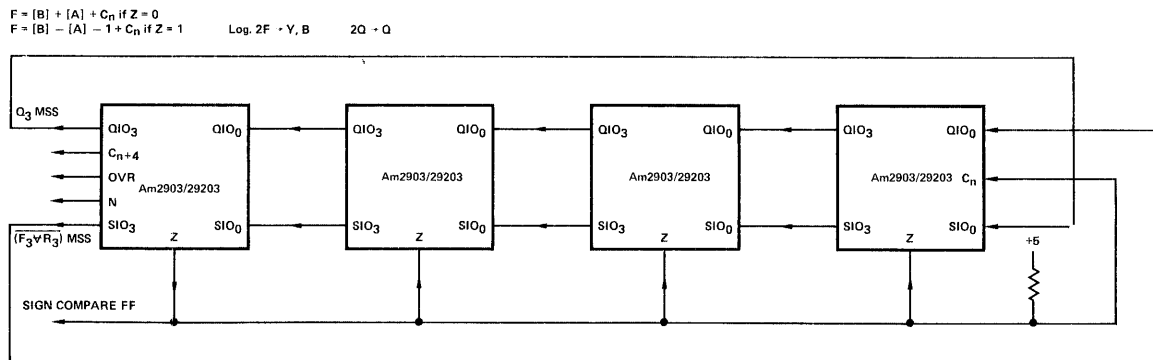 F = [B] + [A] + Cn if Z = 0
F = [B] − [A] − 1 + Cn if Z = 1 Log. 2F → Y, B 2Q → Q
Q3 MSS
QIO3 QIO0 QIO3 QIO0 QIO3 QIO0 QIO3 QIO0
Cn+4
OVR Am2903/29203 Am2903/29203 Am2903/29203 Am2903/29203 Cn
N
SIO3 SIO0 SIO3 SIO0 SIO3 SIO0 SIO3 SIO0
(F3∀R3) MSS Z Z Z Z +5
SIGN COMPARE FF